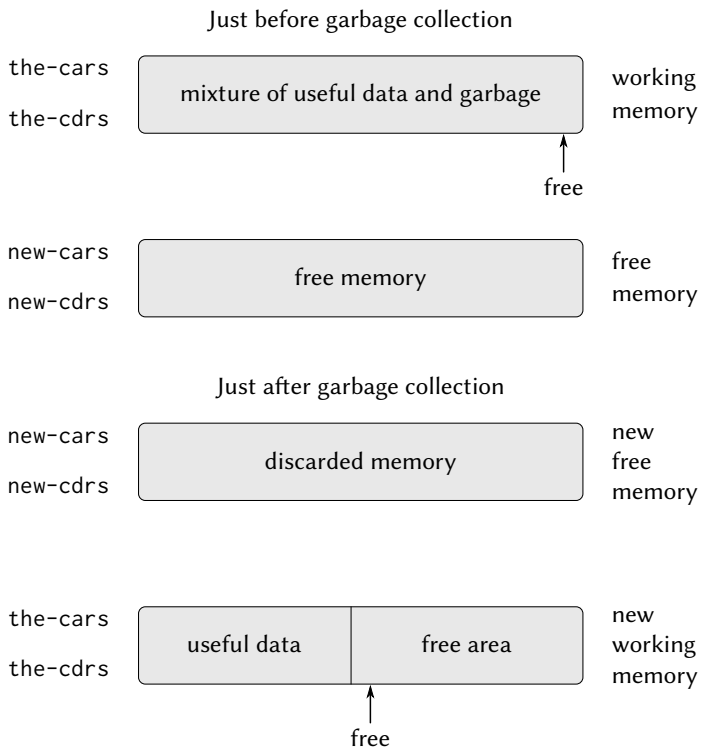 Just before garbage collection
the-cars
the-cdrs
mixture of useful data and garbage
working
memory
free
new-cars
new-cdrs
free memory
free
memory
Just after garbage collection
new-cars
new-cdrs
discarded memory
new
free
memory
the-cars
the-cdrs
useful data
free area
new
working
memory
free